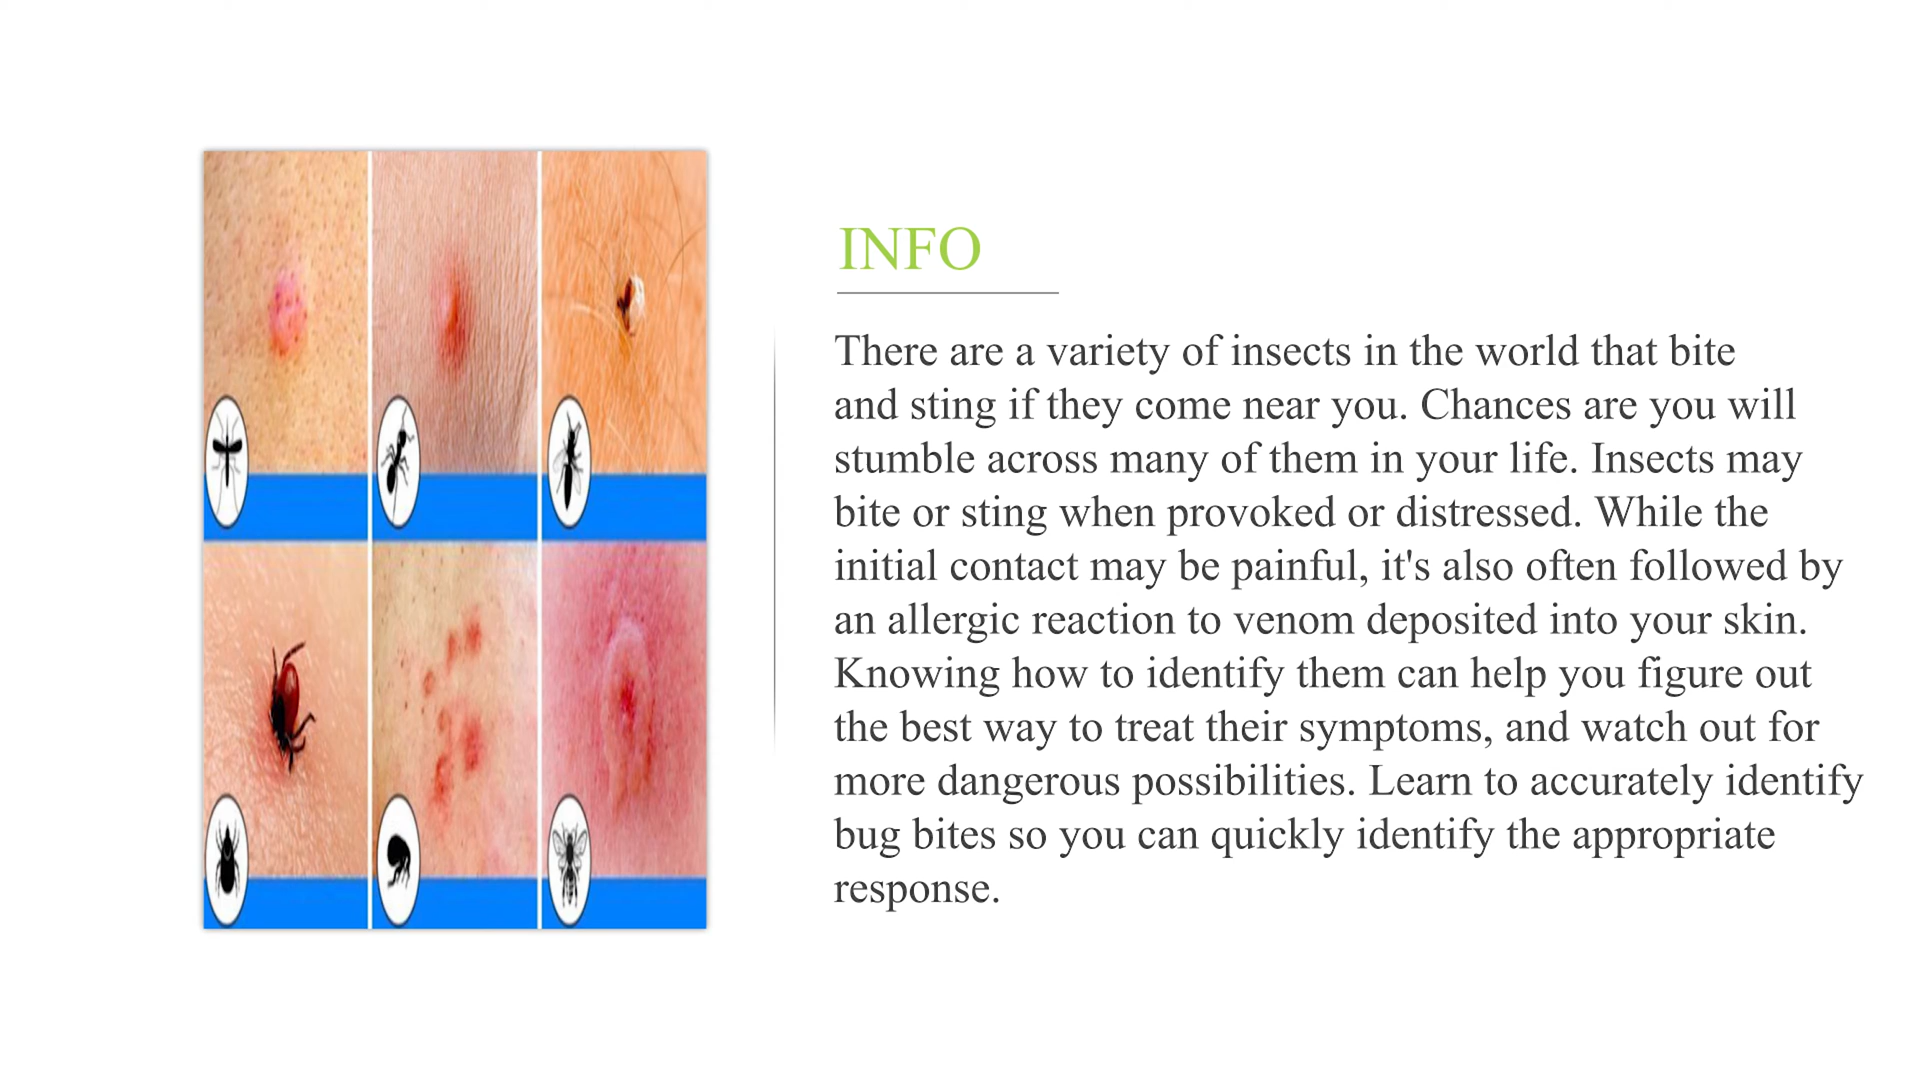 INFO
There are a variety of insects in the world that bite
and sting if they come near you. Chances are you will
stumble across many of them in your life. Insects may
bite or sting when provoked or distressed. While the
initial contact may be painful, it's also often followed by
an allergic reaction to venom deposited into your skin.
Knowing how to identify them can help you figure out
the best way to treat their symptoms, and watch out for
more dangerous possibilities. Learn to accurately identify
bug bites so you can quickly identify the appropriate
response.